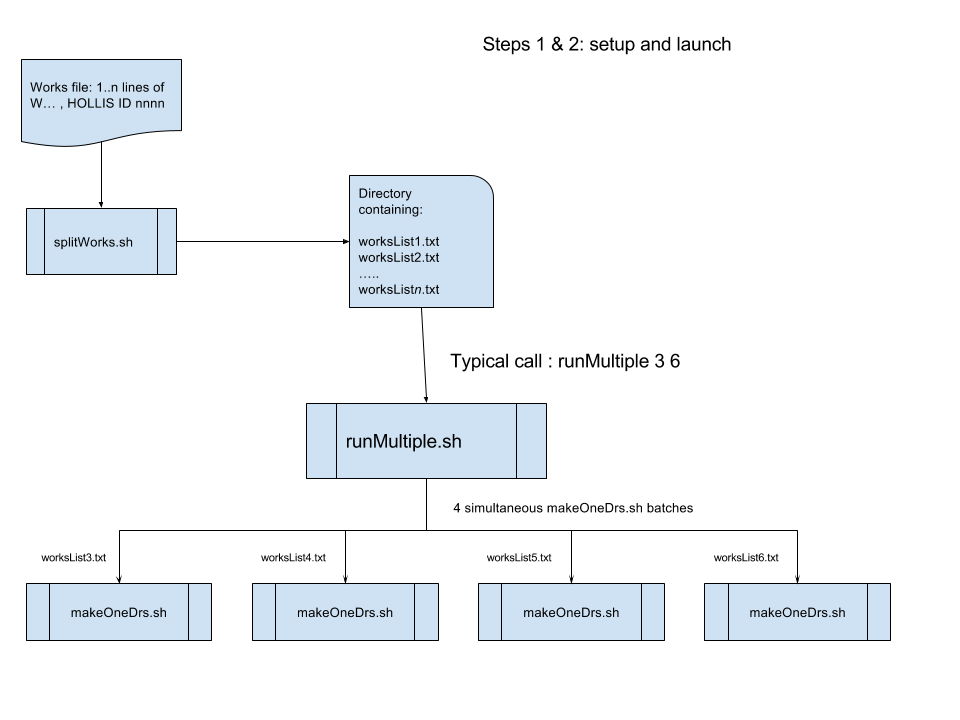 Steps 1 & 2: setup and launch
Works file: 1..n lines of
W... , HOLLIS ID nnnn
splitWorks.sh
Directory
containing:
worksList1.txt
worksList2.txt
.....
worksListn.txt
Typical call : runMultiple 3 6
runMultiple.sh
4 simultaneous makeOneDrs.sh batches
worksList3.txt
worksList4.txt
worksList5.txt
worksList6.txt
makeOneDrs.sh
makeOneDrs.sh
makeOneDrs.sh
makeOneDrs.sh